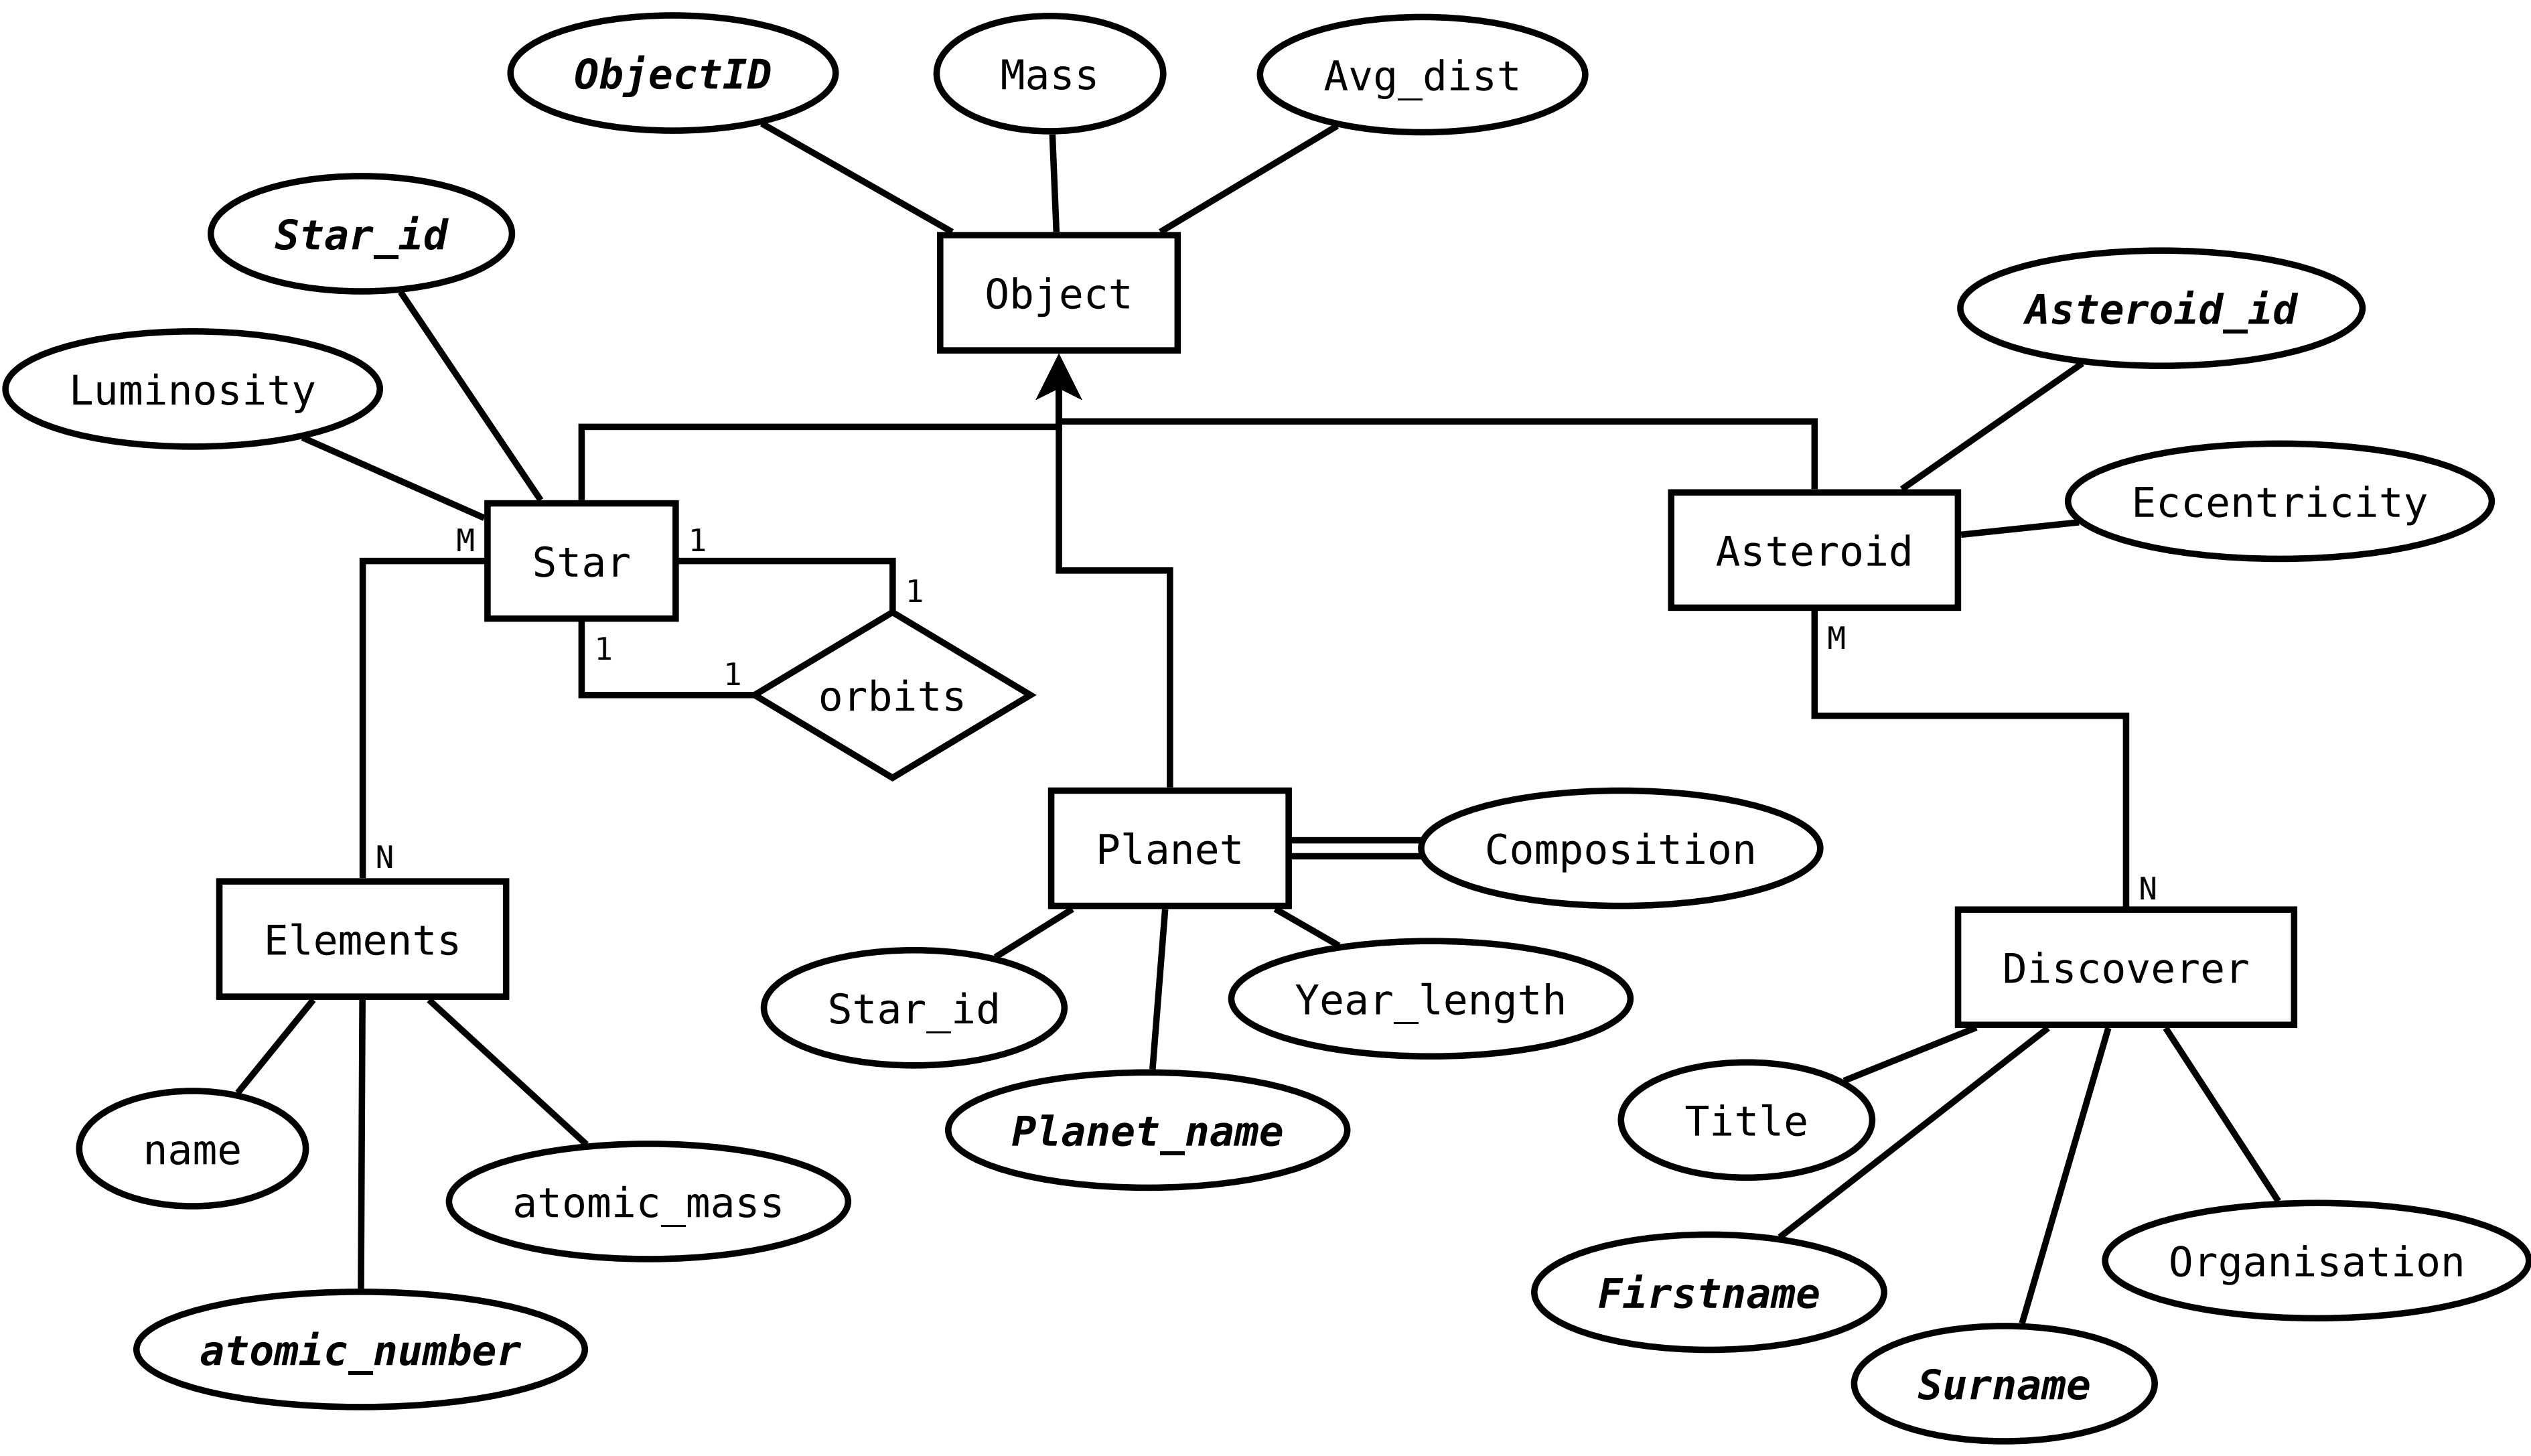 ObjectID
Mass
Avg_dist
Star_id
Object
Asteroid_id
Luminosity
Eccentricity
M
1
Star
Asteroid
1
M
1
1
orbits
N
Planet
Composition
N
Elements
Discoverer
Star_id
Year_length
name
Planet_name
Title
atomic_mass
Organisation
Firstname
atomic_number
Surname